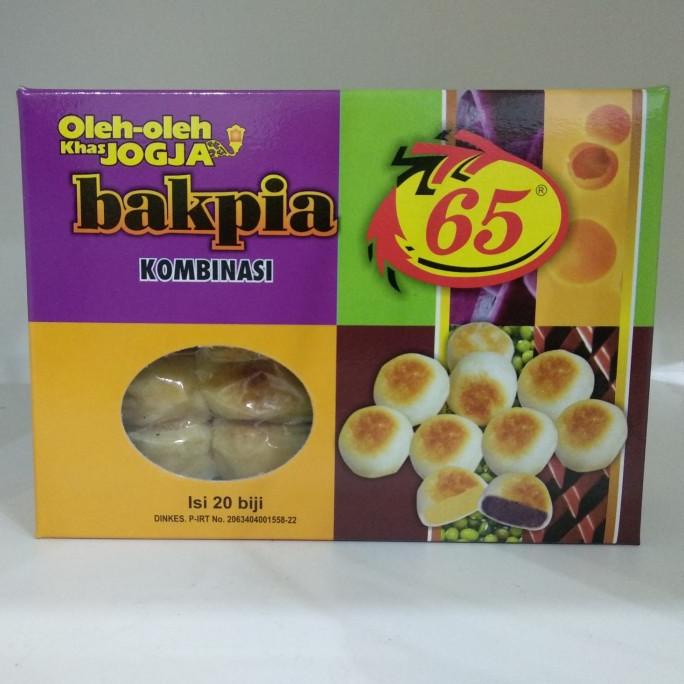 Oleh-oleh
Khas JOGJA
bakpia
KOMBINASI
65®
Isi 20 biji
DINKES. P-IRT No. 2063404001558-22